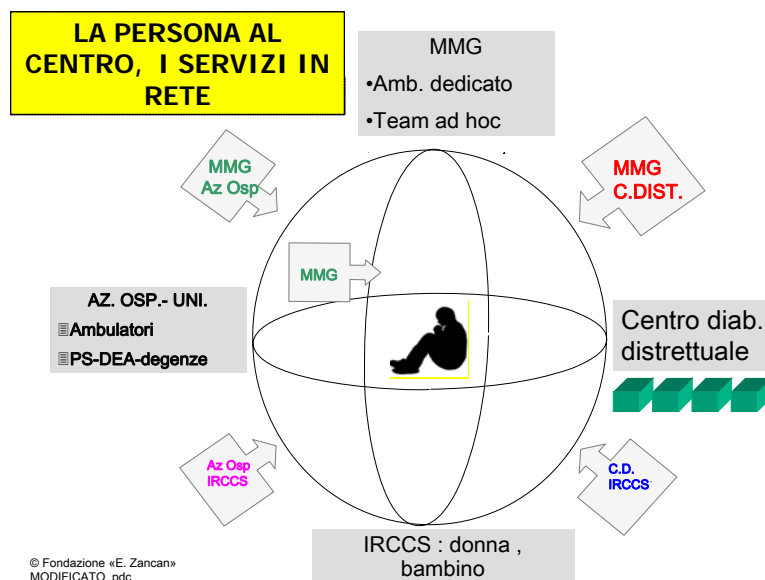 LA PERSONA AL
CENTRO, I SERVIZI IN
RETE
MMG
•Amb. dedicato
•Team ad hoc
MMG
Az Osp
MMG
C.DIST.
MMG
AZ. OSP.- UNI.
Ambulatori
PS-DEA-degenze
Centro diab.
distrettuale
Az Osp
IRCCS
C.D.
IRCCS
IRCCS : donna ,
bambino
© Fondazione «E. Zancan»
MODIFICATO. pdc